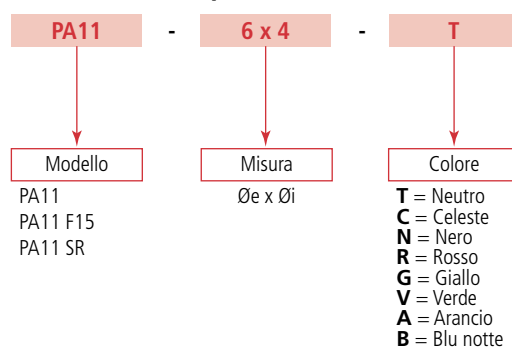 PA11 - 6 x 4 - T
Modello Misura Colore
PA11 Øe x Øi T = Neutro
PA11 F15 C = Celeste
PA11 SR N = Nero
R = Rosso
G = Giallo
V = Verde
A = Arancio
B = Blu notte